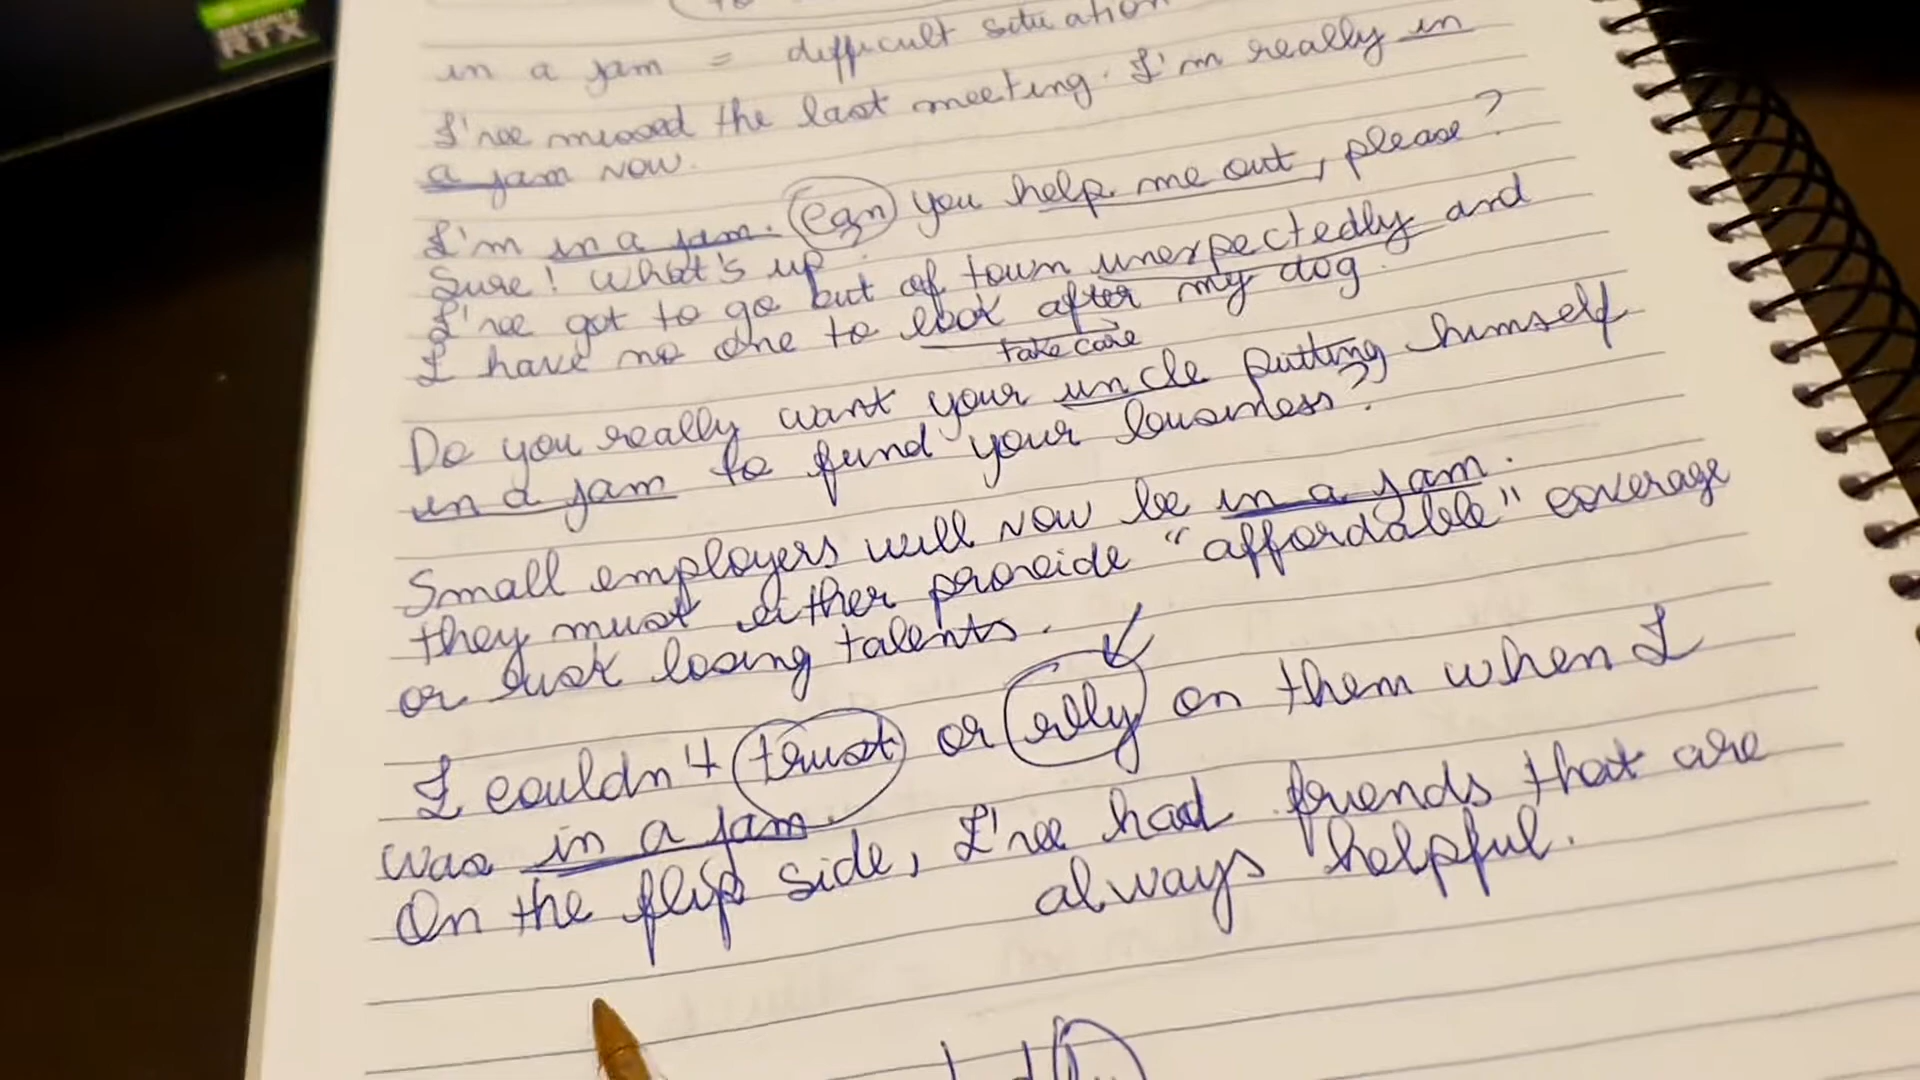 RTX
in a jam = difficult situation
I've missed the last meeting. I'm really in
a jam now.
I'm in a jam. Can you help me out, please?
Sure! What's up?
I've got to go but of town unexpectedly and
I have no one to look after my dog.
take care
Do you really want your uncle putting himself
in a jam to fund your business?
Small employers will now be in a jam.
they must either provide "affordable" coverage
or risk losing talents.
I couldn't trust or rely on them when I
was in a jam.
On the flip side, I've had friends that are
always helpful.